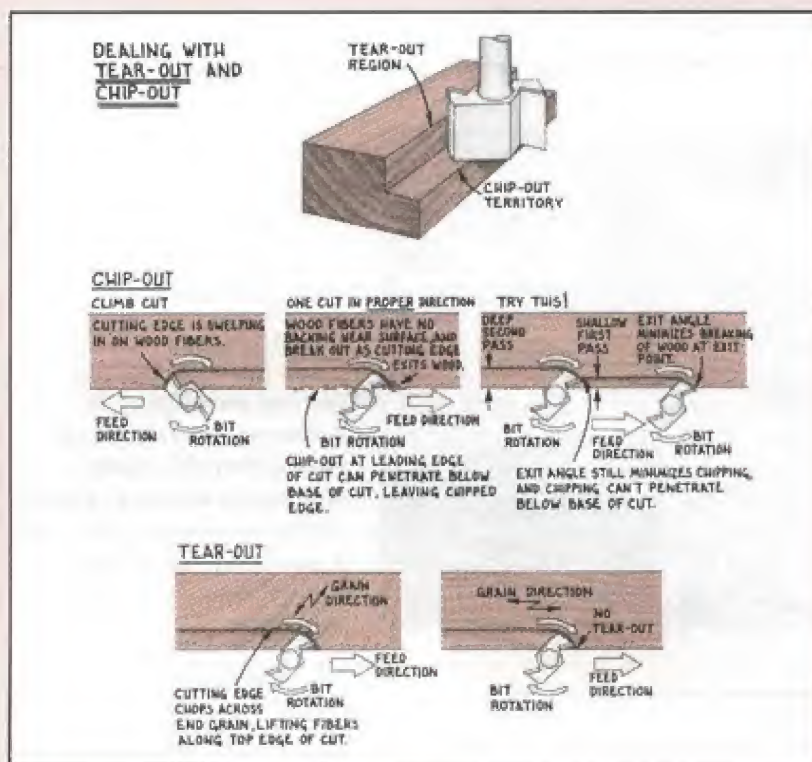 DEALING WITH
TEAR-OUT AND
CHIP-OUT
TEAR-OUT
REGION
CHIP-OUT
TERRITORY
CHIP-OUT
CLIMB CUT
CUTTING EDGE IS SWEEPING
IN ON WOOD FIBERS.
FEED
DIRECTION
BIT
ROTATION
ONE CUT IN PROPER DIRECTION
WOOD FIBERS HAVE NO
BACKING NEAR SURFACE, AND
BREAK OUT AS CUTTING EDGE
EXITS WOOD.
BIT ROTATION
FEED DIRECTION
CHIP-OUT AT LEADING EDGE
OF CUT CAN PENETRATE BELOW
BASE OF CUT, LEAVING CHIPPED
EDGE.
TRY THIS!
DEEP
SECOND
PASS
SHALLOW
FIRST
PASS
EXIT ANGLE
MINIMIZES BREAKING
OF WOOD AT EXIT
POINT.
BIT
ROTATION
FEED
DIRECTION
BIT
ROTATION
EXIT ANGLE STILL MINIMIZES CHIPPING,
AND CHIPPING CAN'T PENETRATE
BELOW BASE OF CUT.
TEAR-OUT
GRAIN
DIRECTION
FEED
DIRECTION
BIT
ROTATION
CUTTING EDGE
CHOPS ACROSS
END GRAIN, LIFTING FIBERS
ALONG TOP EDGE OF CUT.
GRAIN DIRECTION
NO
TEAR-OUT
BIT
ROTATION
FEED
DIRECTION